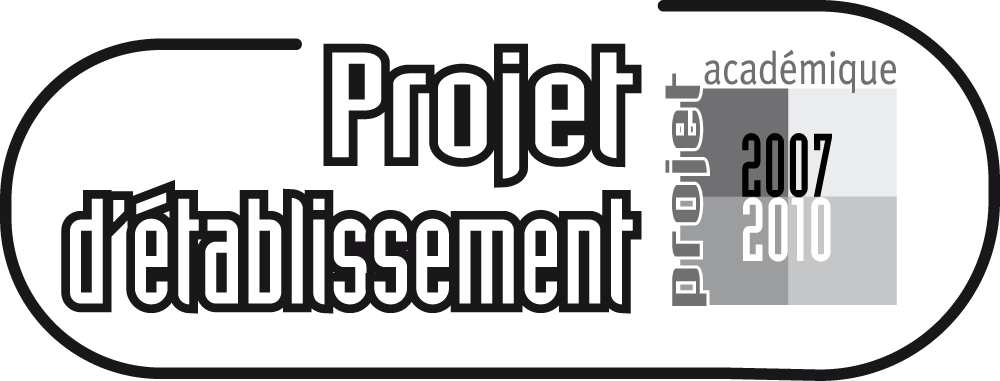 Projet
d'établissement
projet
académique
2007
2010